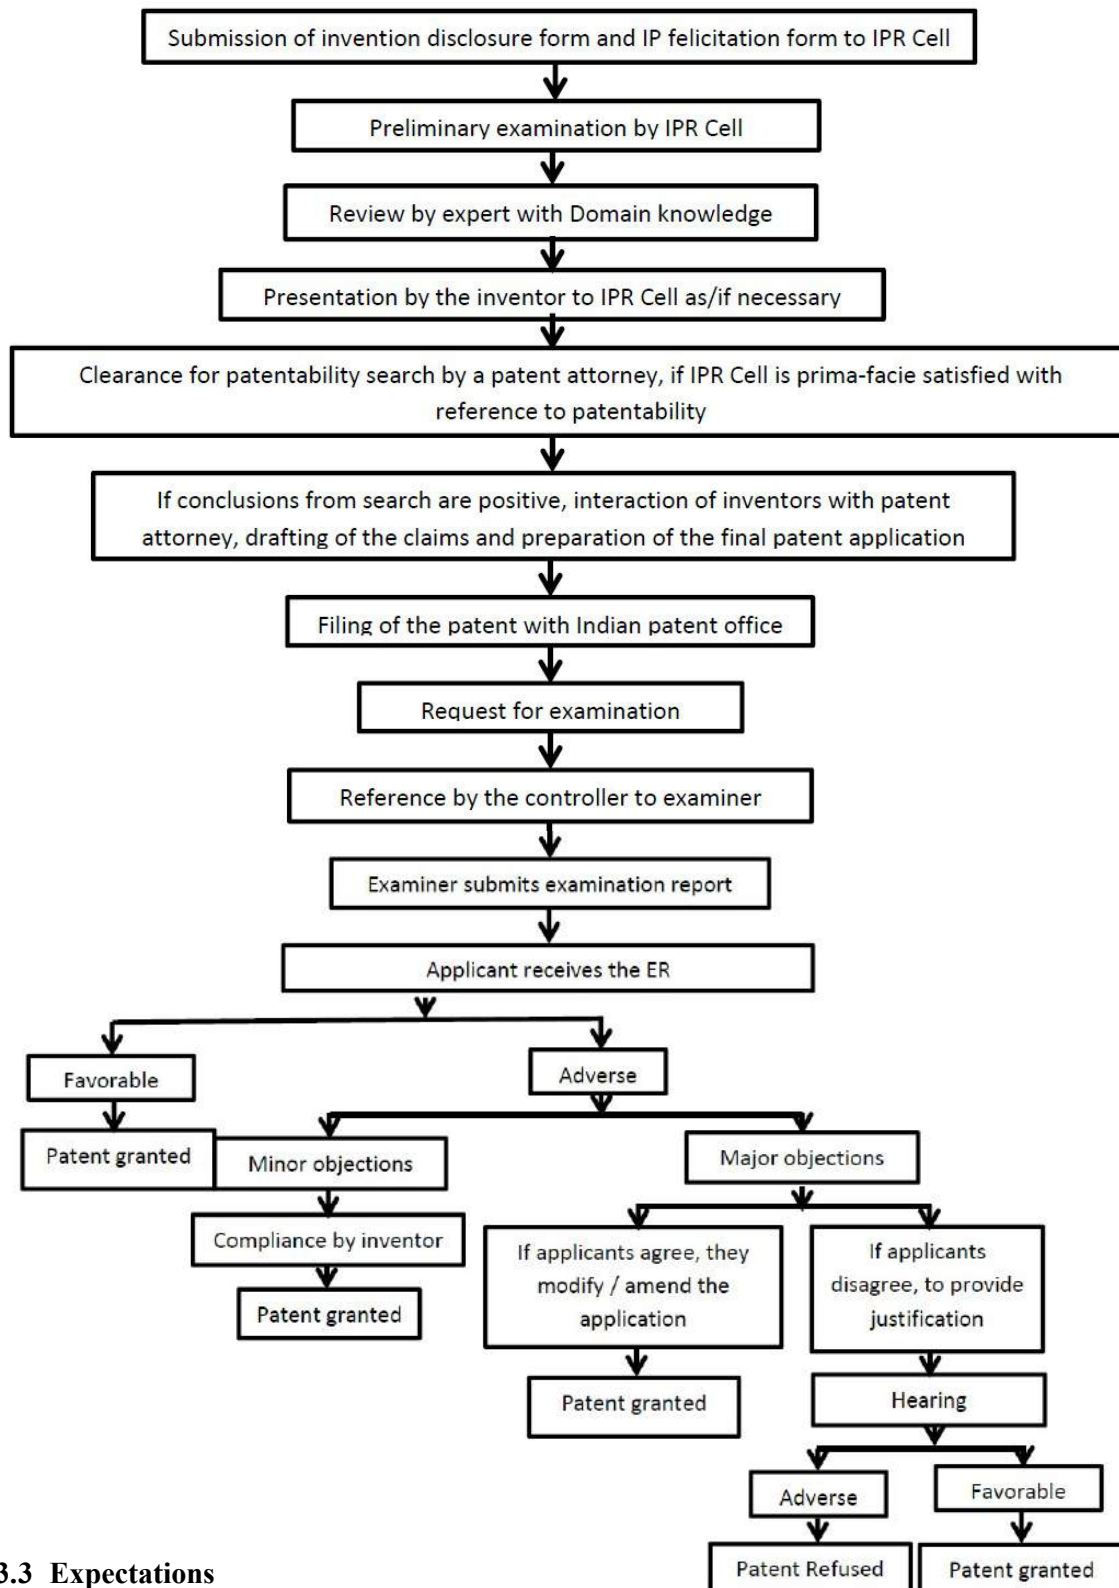 Submission of invention disclosure form and IP felicitation form to IPR Cell
Preliminary examination by IPR Cell
Review by expert with Domain knowledge
Presentation by the inventor to IPR Cell as/if necessary
Clearance for patentability search by a patent attorney, if IPR Cell is prima-facie satisfied with
reference to patentability
If conclusions from search are positive, interaction of inventors with patent
attorney, drafting of the claims and preparation of the final patent application
Filing of the patent with Indian patent office
Request for examination
Reference by the controller to examiner
Examiner submits examination report
Applicant receives the ER
Favorable
Adverse
Patent granted
Minor objections
Major objections
Compliance by inventor
Patent granted
If applicants agree, they
modify / amend the
application
If applicants
disagree, to provide
justification
Patent granted
Hearing
Adverse
Favorable
Patent Refused
Patent granted
3.3 Expectations